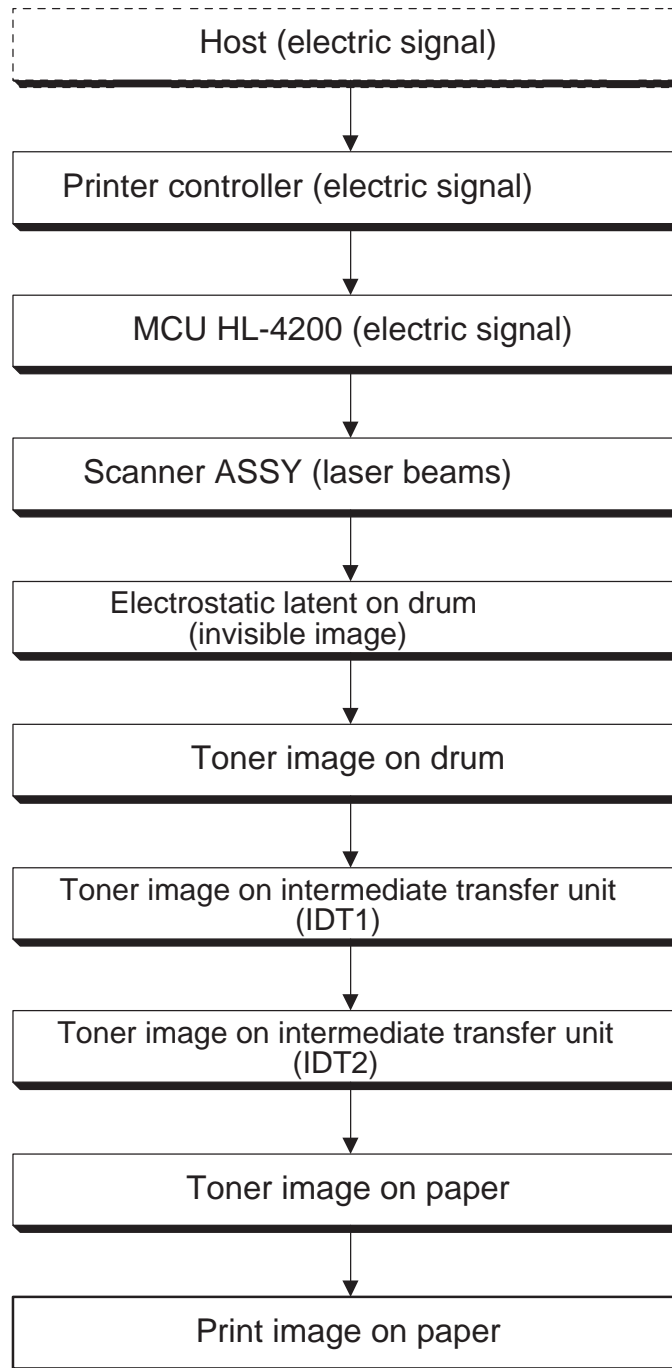 Host (electric signal)
Printer controller (electric signal)
MCU HL-4200 (electric signal)
Scanner ASSY (laser beams)
Electrostatic latent on drum
(invisible image)
Toner image on drum
Toner image on intermediate transfer unit
(IDT1)
Toner image on intermediate transfer unit
(IDT2)
Toner image on paper
Print image on paper